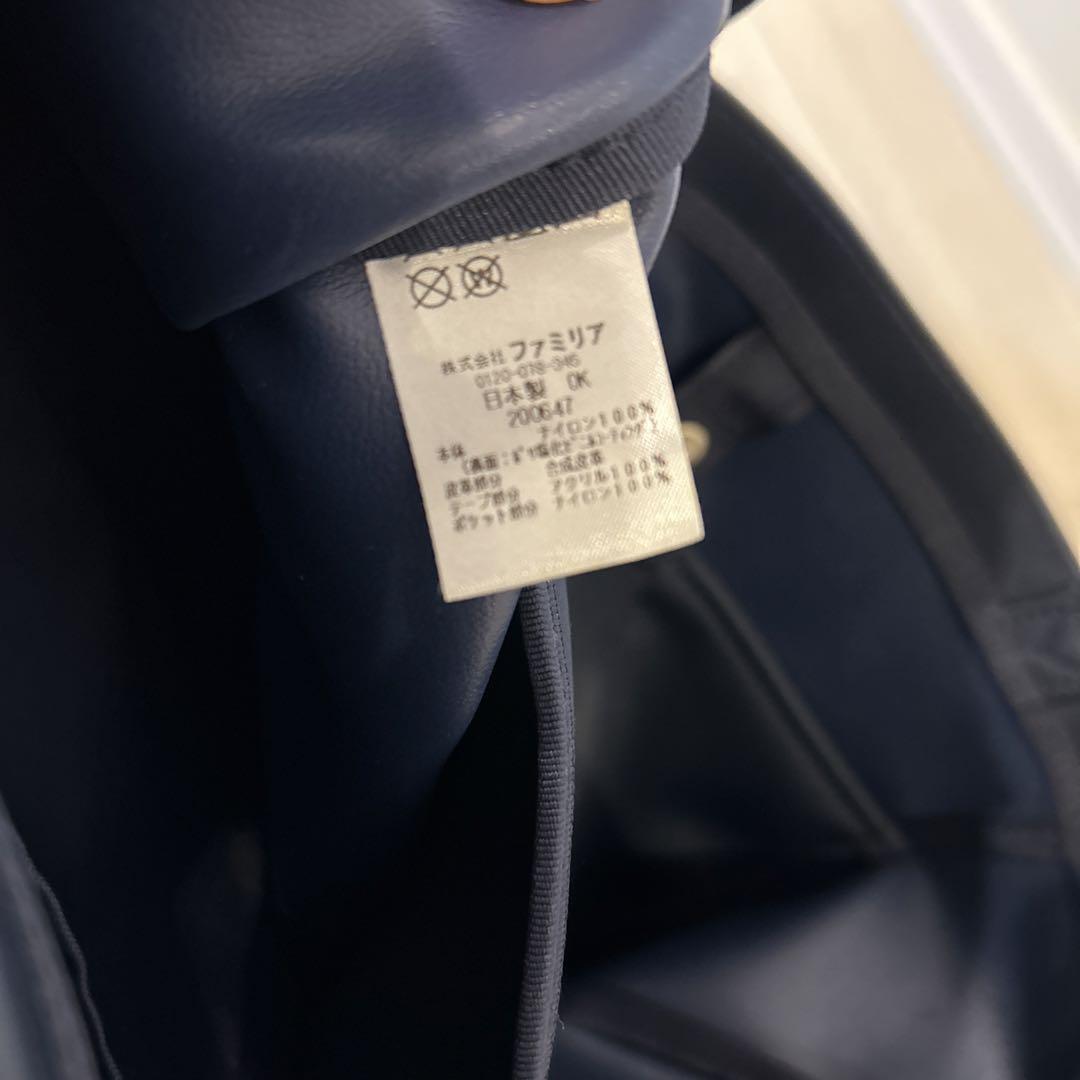 W
株式会社 ファミリア
0120-078-345
日本製 OK
200647
本体 ナイロン100%
(裏面:ﾎﾟﾘ塩化ﾋﾞﾆﾙｺｰﾃｨﾝｸﾞ)
皮革部分 合成皮革
テープ部分 アクリル100%
ポケット部分 ナイロン100%